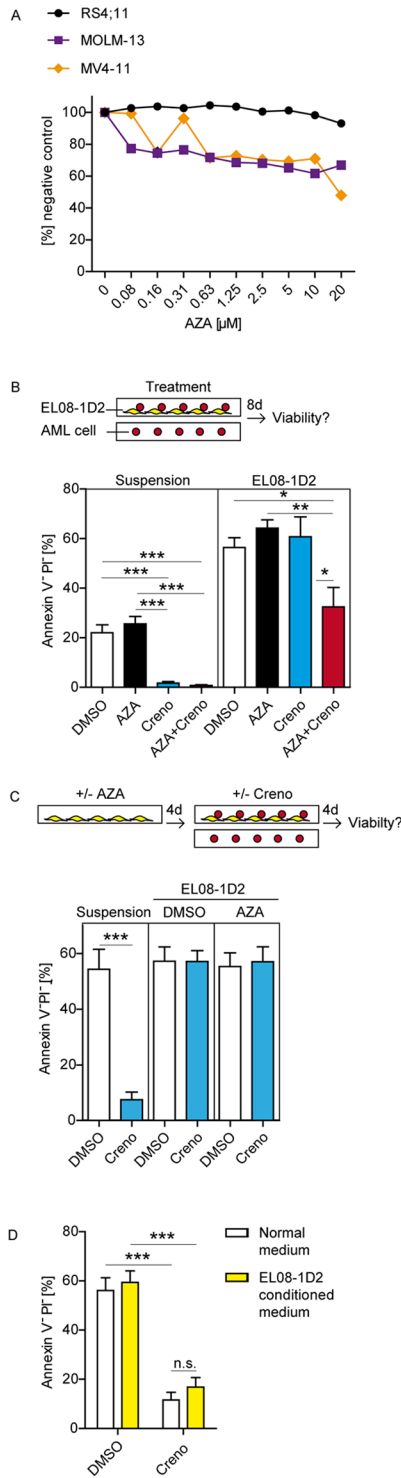 A
RS4;11
MOLM-13
MV4-11
[%] negative control
100
80
60
40
20
0
0
0.08
0.16
0.31
0.63
1.25
2.5
5
10
20
AZA [µM]
B
Treatment
EL08-1D2
8d
Viability?
AML cell
Suspension
EL08-1D2
Annexin V⁻ PI⁻ [%]
80
60
40
20
0
*
**
***
***
***
***
*
DMSO
AZA
Creno
AZA+Creno
DMSO
AZA
Creno
AZA+Creno
C
+/- AZA
+/- Creno
4d
4d
Viabilty?
EL08-1D2
Suspension
DMSO
AZA
Annexin V⁻PI⁻ [%]
80
60
40
20
0
***
DMSO
Creno
DMSO
Creno
DMSO
Creno
D
Normal
medium
EL08-1D2
conditioned
medium
Annexin V⁻ PI⁻ [%]
80
60
40
20
0
***
***
n.s.
DMSO
Creno